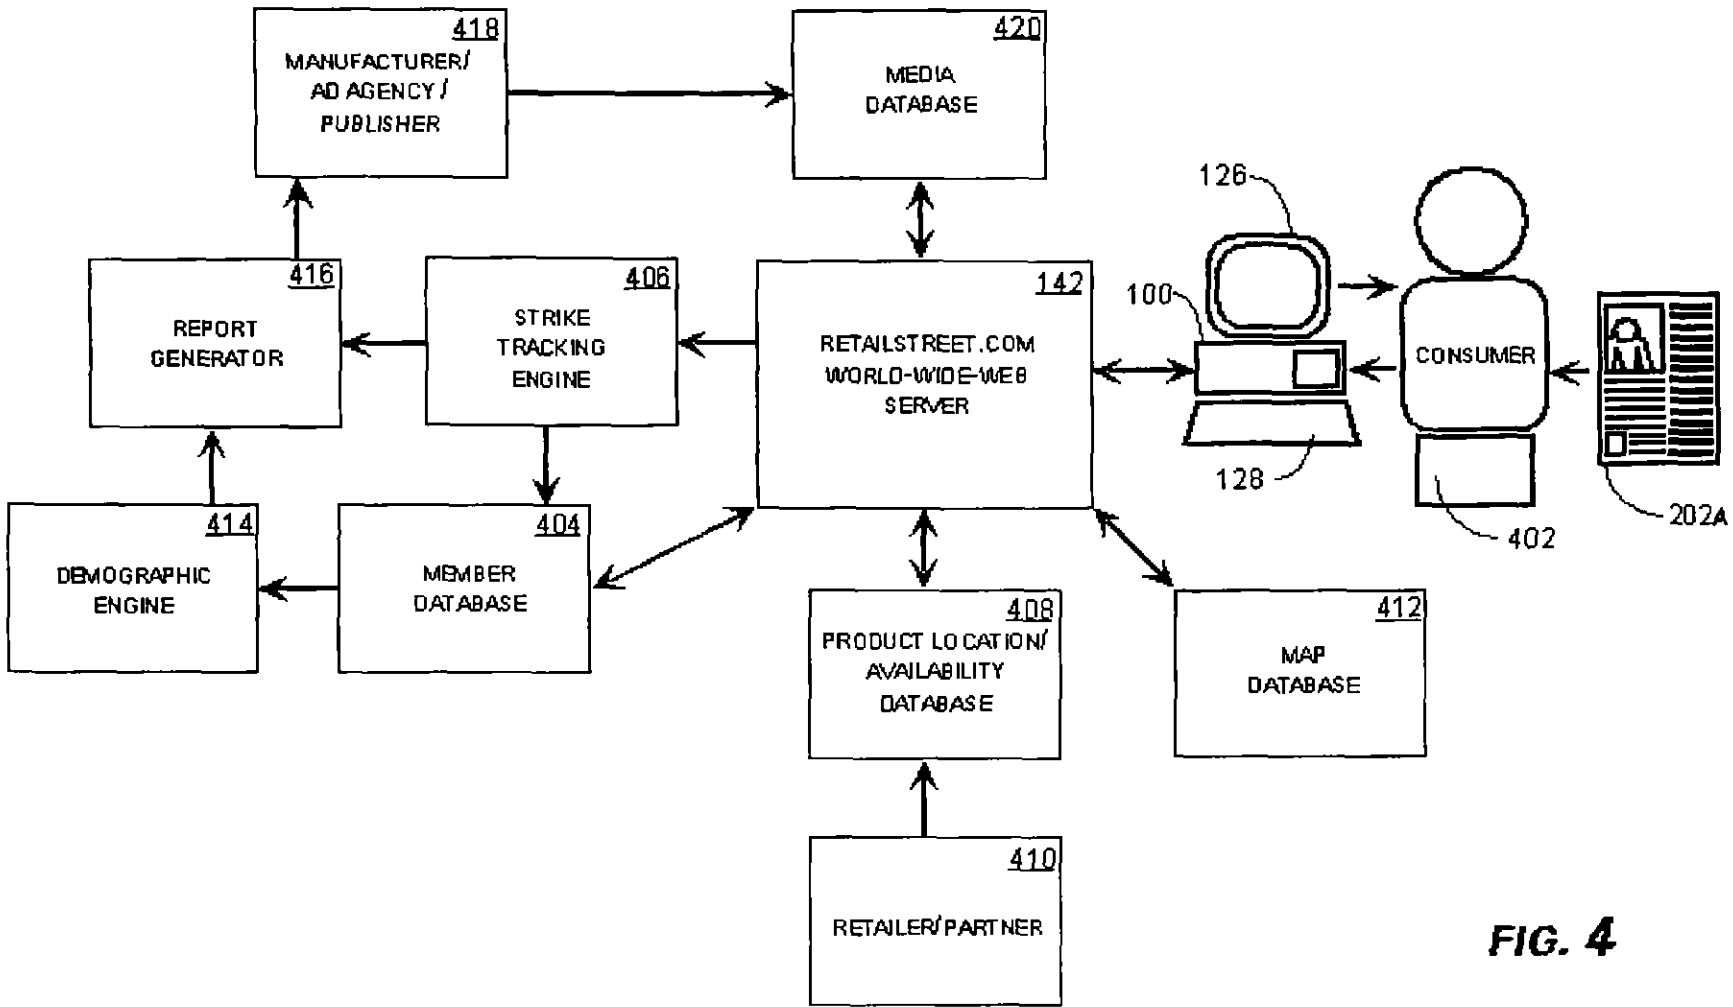 418
MANUFACTURER/
AD AGENCY/
PUBLISHER
420
MEDIA
DATABASE
126
416
REPORT
GENERATOR
406
STRIKE
TRACKING
ENGINE
142
RETAILSTREET.COM
WORLD-WIDE-WEB
SERVER
100
CONSUMER
128
402
202A
414
DEMOGRAPHIC
ENGINE
404
MEMBER
DATABASE
408
PRODUCT LOCATION/
AVAILABILITY
DATABASE
412
MAP
DATABASE
410
RETAILER/PARTNER
FIG. 4